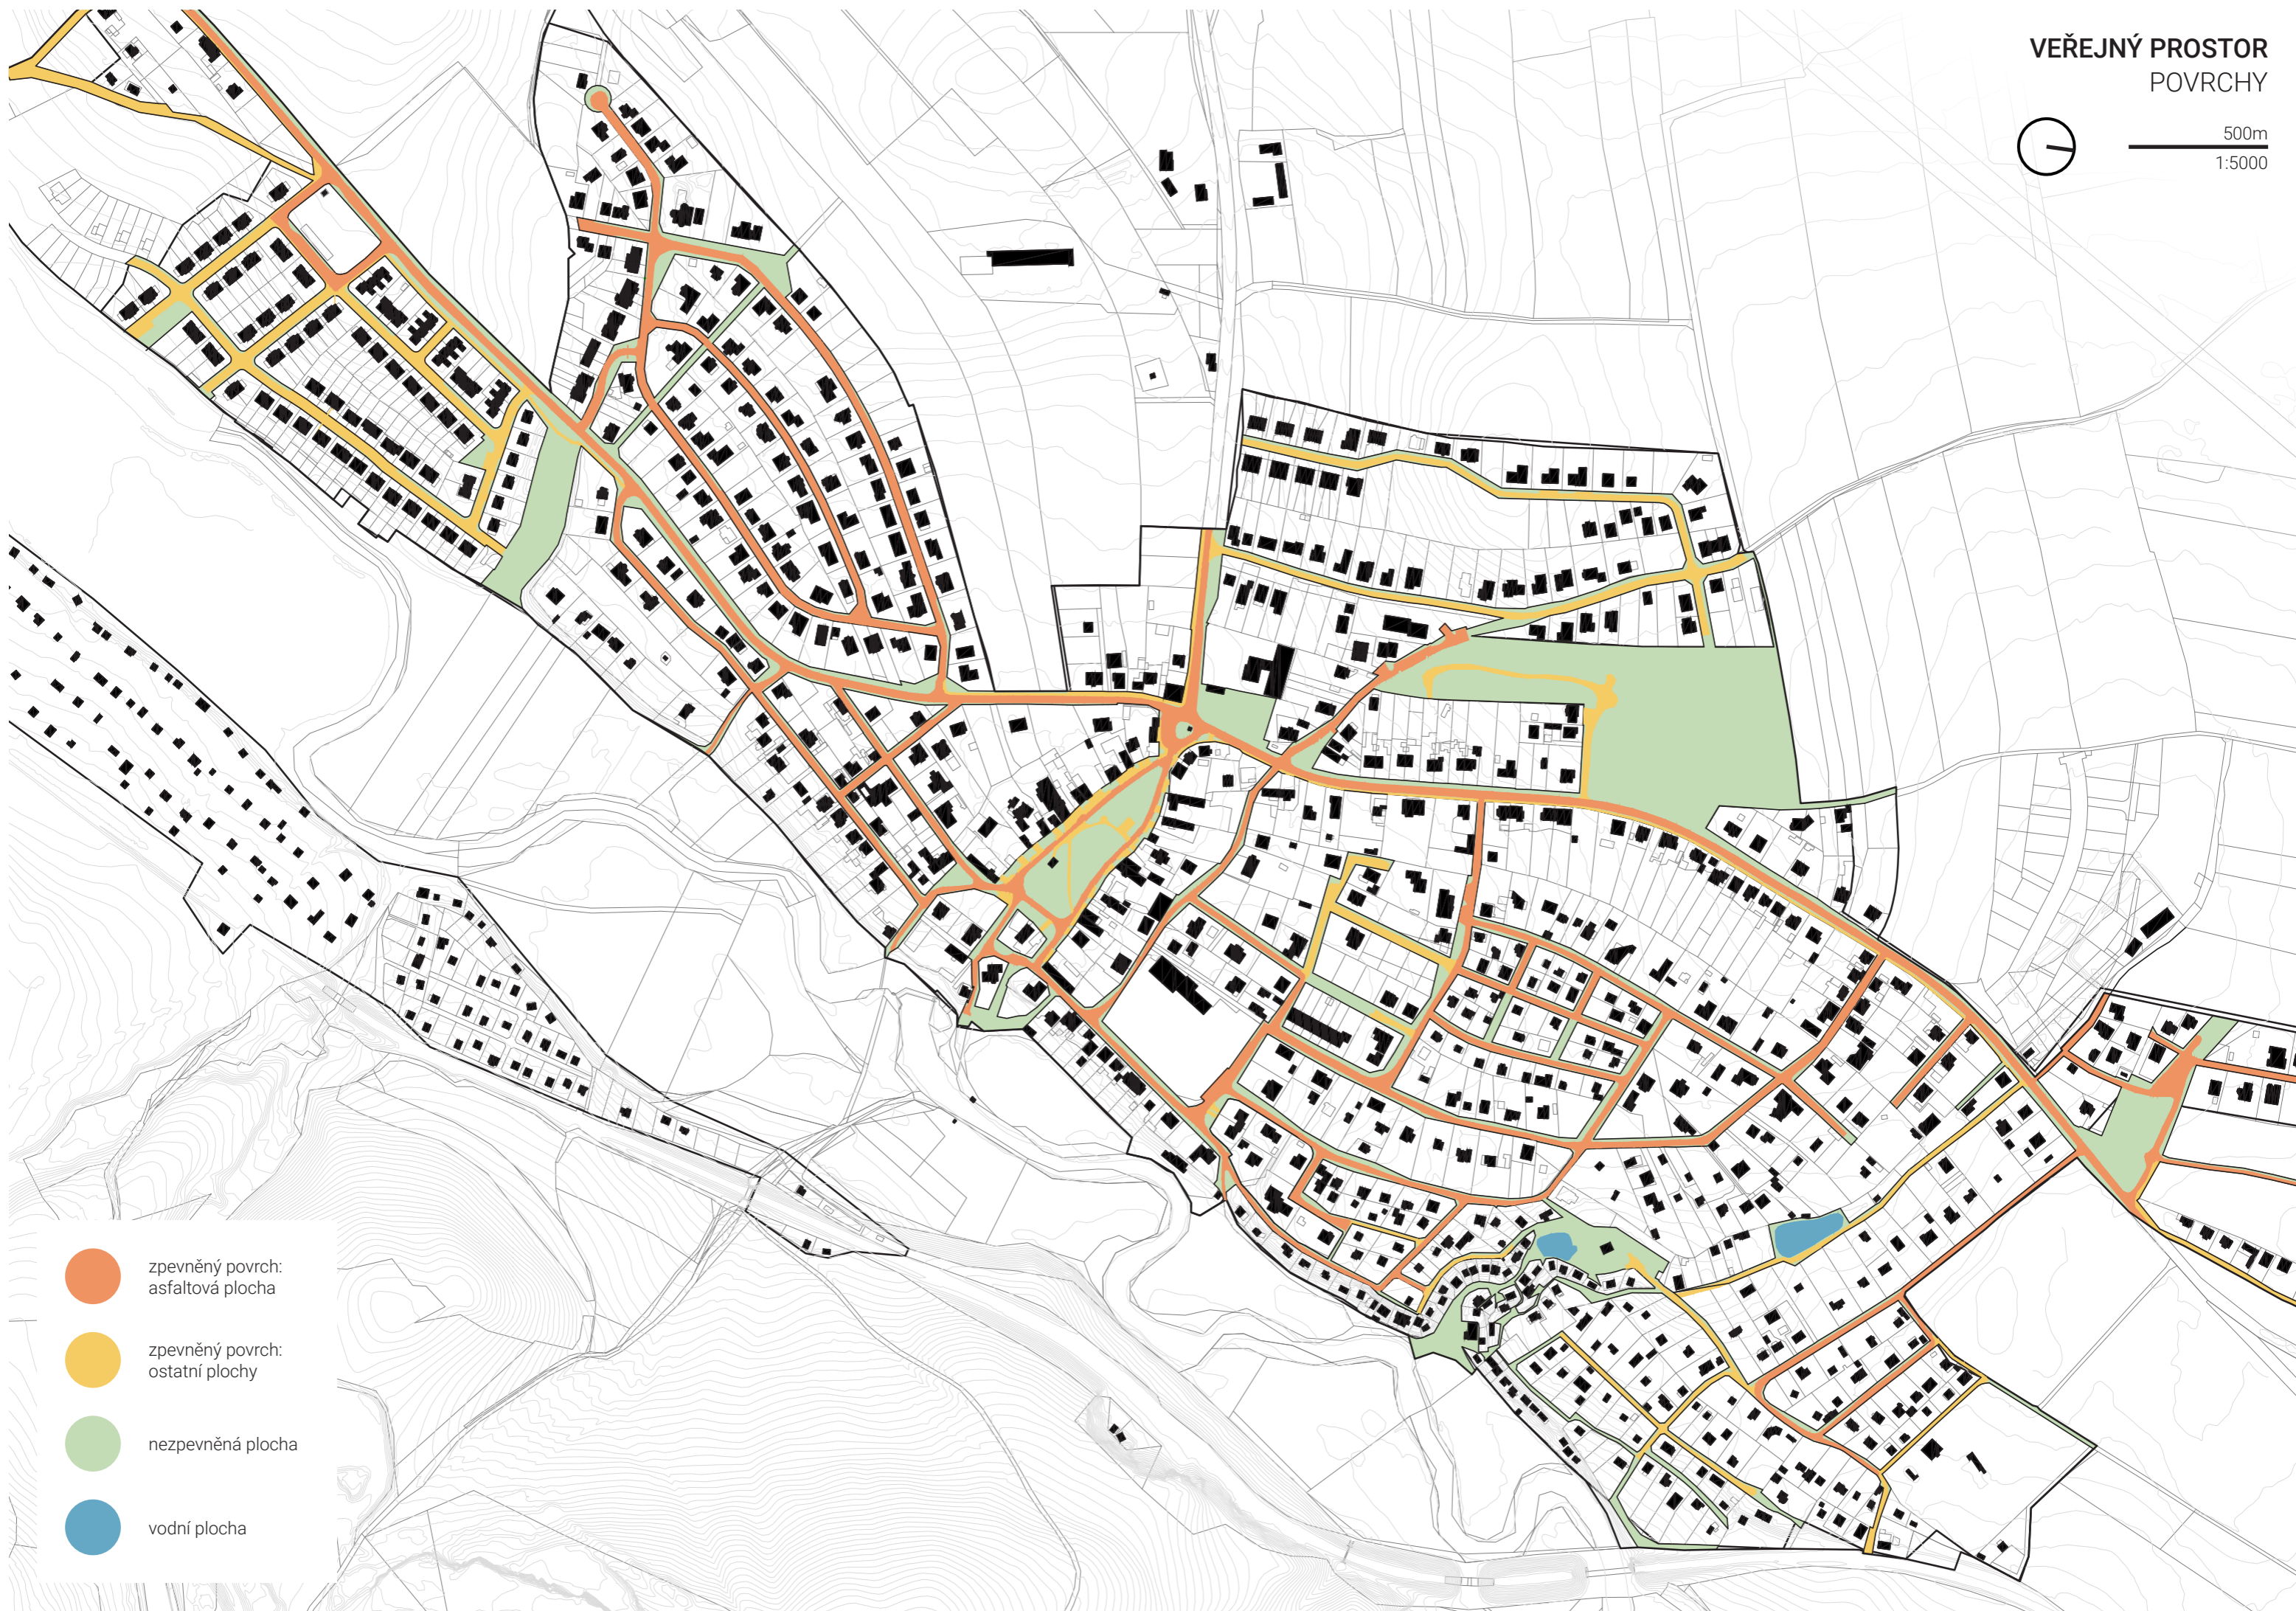 VEŘEJNÝ PROSTOR
POVRCHY
500m
1:5000
zpevněný povrch:
asfaltová plocha
zpevněný povrch:
ostatní plochy
nezpevněná plocha
vodní plocha